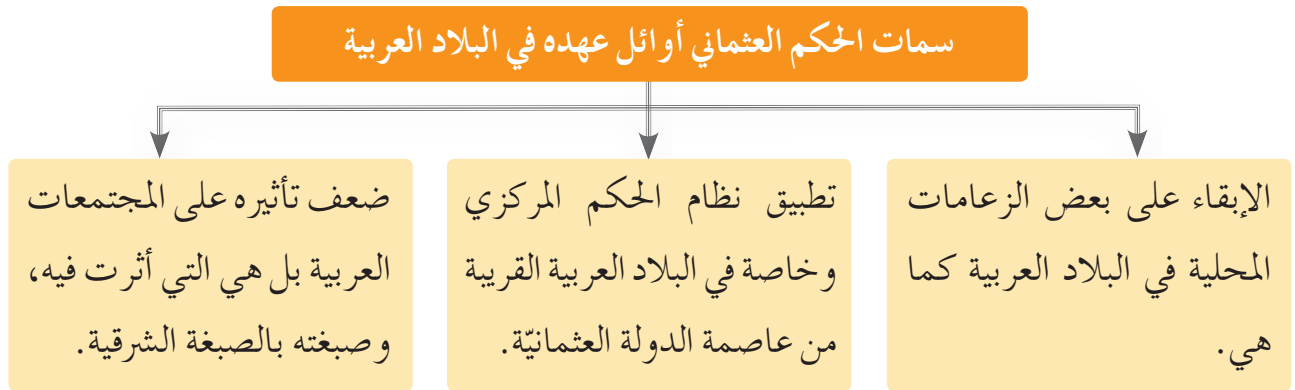 سمات الحكم العثماني أوائل عهده في البلاد العربية
الإبقاء على بعض الزعامات
المحلية في البلاد العربية كما
هي.
تطبيق نظام الحكم المركزي
وخاصة في البلاد العربية القريبة
من عاصمة الدولة العثمانيّة.
ضعف تأثيره على المجتمعات
العربية بل هي التي أثرت فيه،
وصبغته بالصبغة الشرقية.